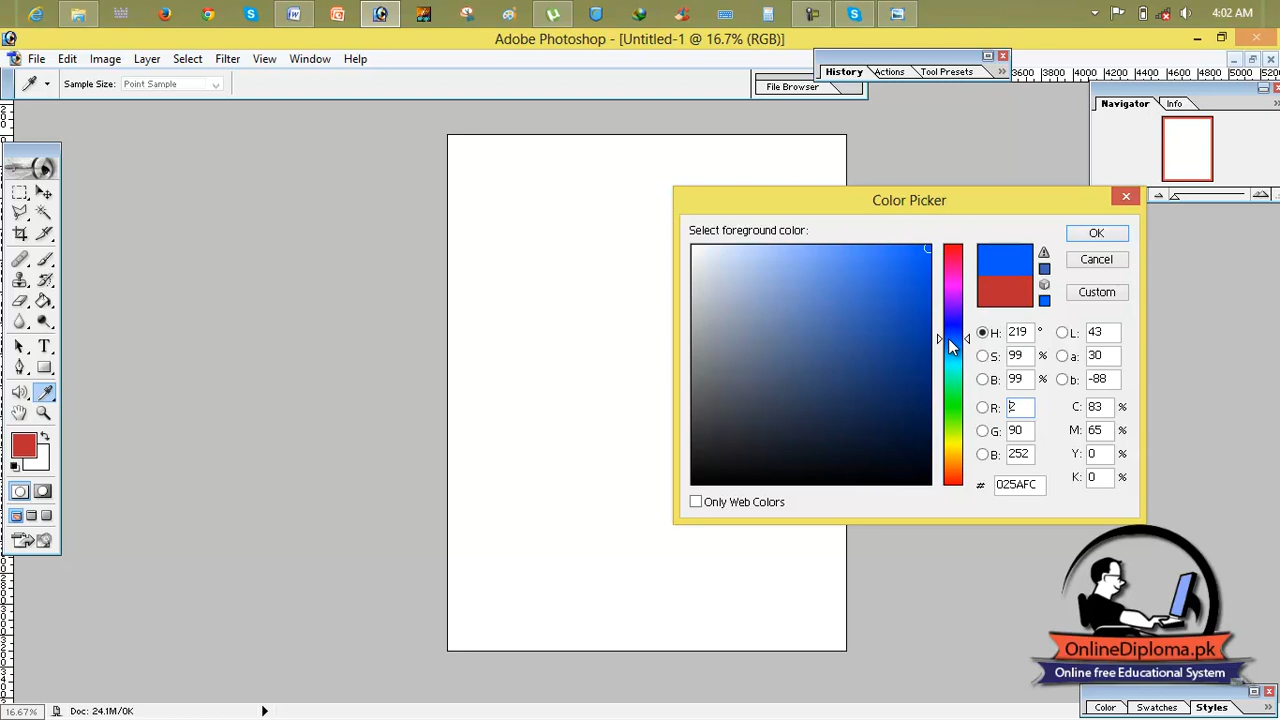 4:02 AM
Adobe Photoshop - [Untitled-1 @ 16.7% (RGB)]
File Edit Image Layer Select Filter View Window Help
Sample Size: Point Sample
File Browser
History Actions Tool Presets
3600 3800 4000 4200 4400 4600 4800 5000 520
Navigator Info
Color Picker
Select foreground color:
OK
Cancel
Custom
H: 219 °
S: 99 %
B: 99 %
R: 2
G: 90
B: 252
# 025AFC
L: 43
a: 30
b: -88
C: 83 %
M: 65 %
Y: 0 %
K: 0 %
Only Web Colors
OnlineDiploma.pk
Online free Educational System
Color Swatches Styles
16.67% Doc: 24.1M/0K